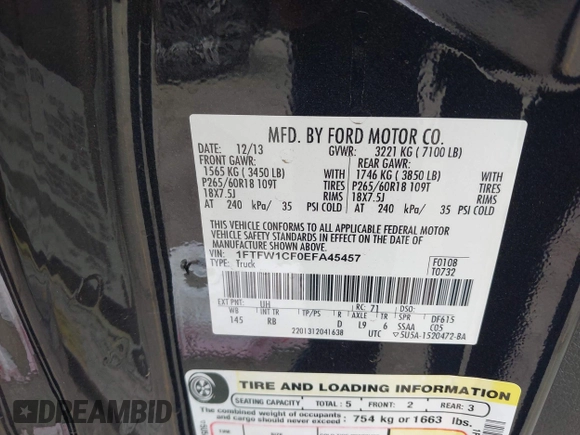 MFD. BY FORD MOTOR CO.
DATE: 12/13 GVWR: 3221 KG ( 7100 LB)
FRONT GAWR: REAR GAWR:
1565 KG ( 3450 LB) WITH 1746 KG ( 3850 LB) WITH
P265/60R18 109T TIRES P265/60R18 109T TIRES
18X7.5J RIMS 18X7.5J RIMS
AT 240 kPa/ 35 PSI COLD AT 240 kPa/ 35 PSI COLD
THIS VEHICLE CONFORMS TO ALL APPLICABLE FEDERAL MOTOR
VEHICLE SAFETY STANDARDS IN EFFECT ON THE DATE OF
MANUFACTURE SHOWN ABOVE.
VIN: 1FTFW1CF0EFA45457 F0108
TYPE: Truck T0732
EXT PNT: UH RC: 71 DSO:
WB INT TR TP/PS R AXLE TR SPR DF615
145 RB D L9 6 SSAA C05
2201312041638 UTC ▽5U5A-1520472-BA
TIRE AND LOADING INFORMATION
SEATING CAPACITY TOTAL: 5 FRONT: 2 REAR: 3
The combined weight of occupants
and cargo should never exceed: 754 kg or 1663 lbs.
DREAMBID